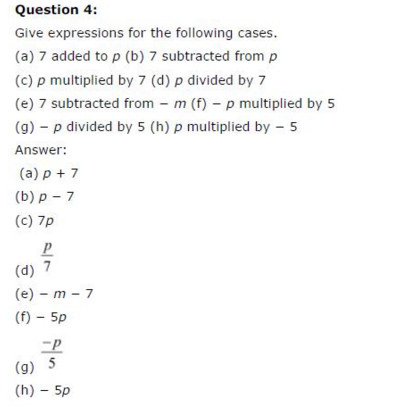 Question 4:
Give expressions for the following cases.
(a) 7 added to p (b) 7 subtracted from p
(c) p multiplied by 7 (d) p divided by 7
(e) 7 subtracted from − m (f) − p multiplied by 5
(g) − p divided by 5 (h) p multiplied by − 5
Answer:
(a) p + 7
(b) p − 7
(c) 7p
(d) p/7
(e) − m − 7
(f) − 5p
(g) −p/5
(h) − 5p